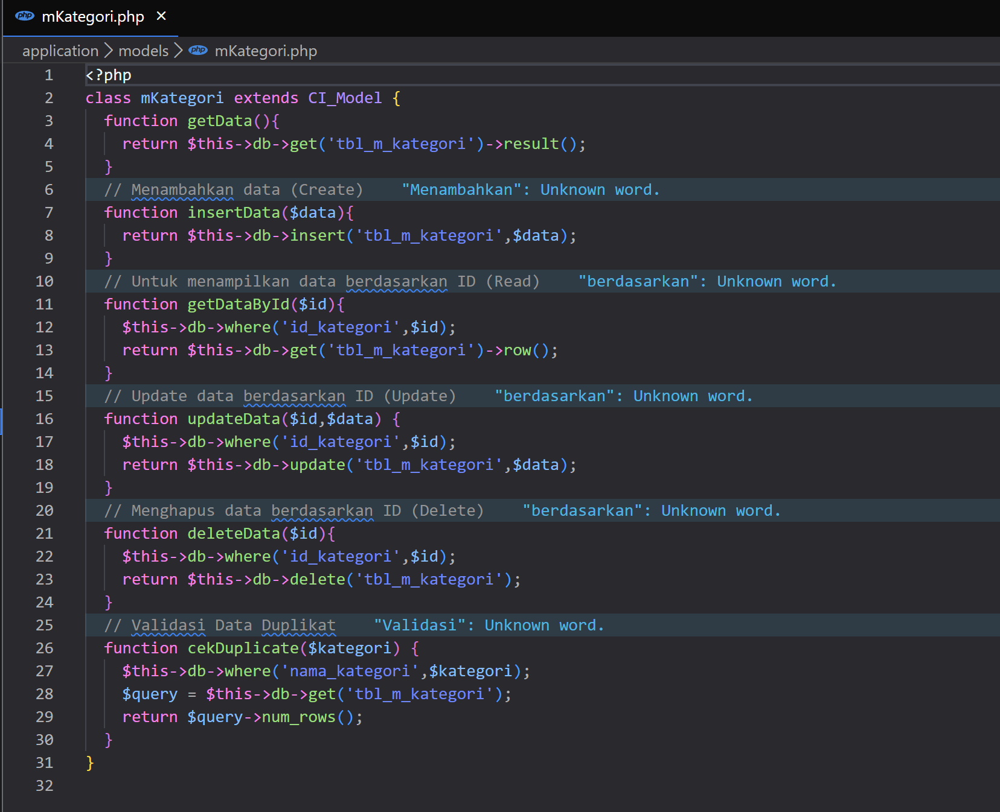 php mKategori.php ×
application > models > php mKategori.php
1 <?php
2 class mKategori extends CI_Model {
3   function getData(){
4     return $this->db->get('tbl_m_kategori')->result();
5   }
6   // Menambahkan data (Create)    "Menambahkan": Unknown word.
7   function insertData($data){
8     return $this->db->insert('tbl_m_kategori',$data);
9   }
10   // Untuk menampilkan data berdasarkan ID (Read)    "berdasarkan": Unknown word.
11   function getDataById($id){
12     $this->db->where('id_kategori',$id);
13     return $this->db->get('tbl_m_kategori')->row();
14   }
15   // Update data berdasarkan ID (Update)    "berdasarkan": Unknown word.
16   function updateData($id,$data) {
17     $this->db->where('id_kategori',$id);
18     return $this->db->update('tbl_m_kategori',$data);
19   }
20   // Menghapus data berdasarkan ID (Delete)    "berdasarkan": Unknown word.
21   function deleteData($id){
22     $this->db->where('id_kategori',$id);
23     return $this->db->delete('tbl_m_kategori');
24   }
25   // Validasi Data Duplikat    "Validasi": Unknown word.
26   function cekDuplicate($kategori) {
27     $this->db->where('nama_kategori',$kategori);
28     $query = $this->db->get('tbl_m_kategori');
29     return $query->num_rows();
30   }
31 }
32